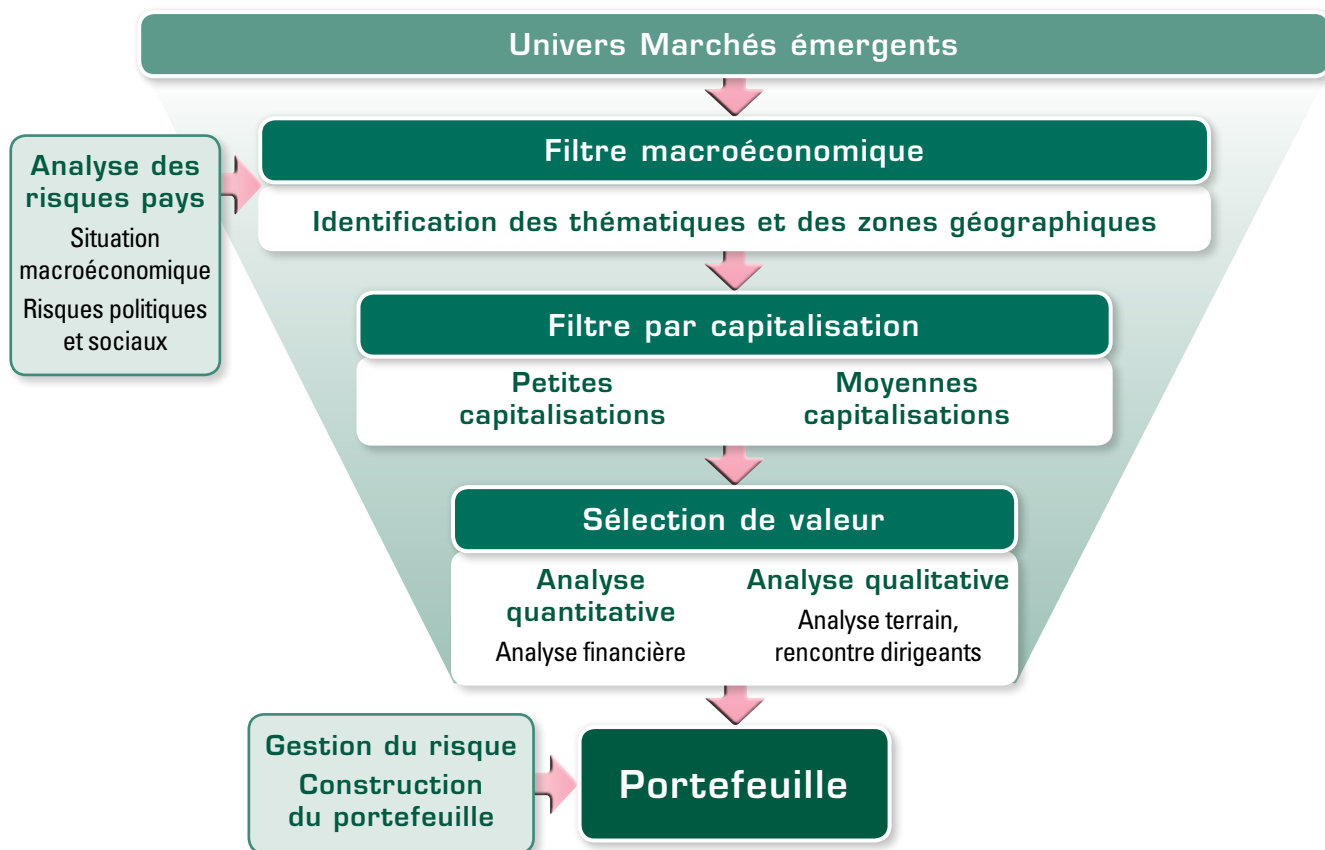 Univers Marchés émergents
Analyse des
risques pays
Situation
macroéconomique
Risques politiques
et sociaux
Filtre macroéconomique
Identification des thématiques et des zones géographiques
Filtre par capitalisation
Petites
capitalisations
Moyennes
capitalisations
Sélection de valeur
Analyse
quantitative
Analyse financière
Analyse qualitative
Analyse terrain,
rencontre dirigeants
Gestion du risque
Construction
du portefeuille
Portefeuille